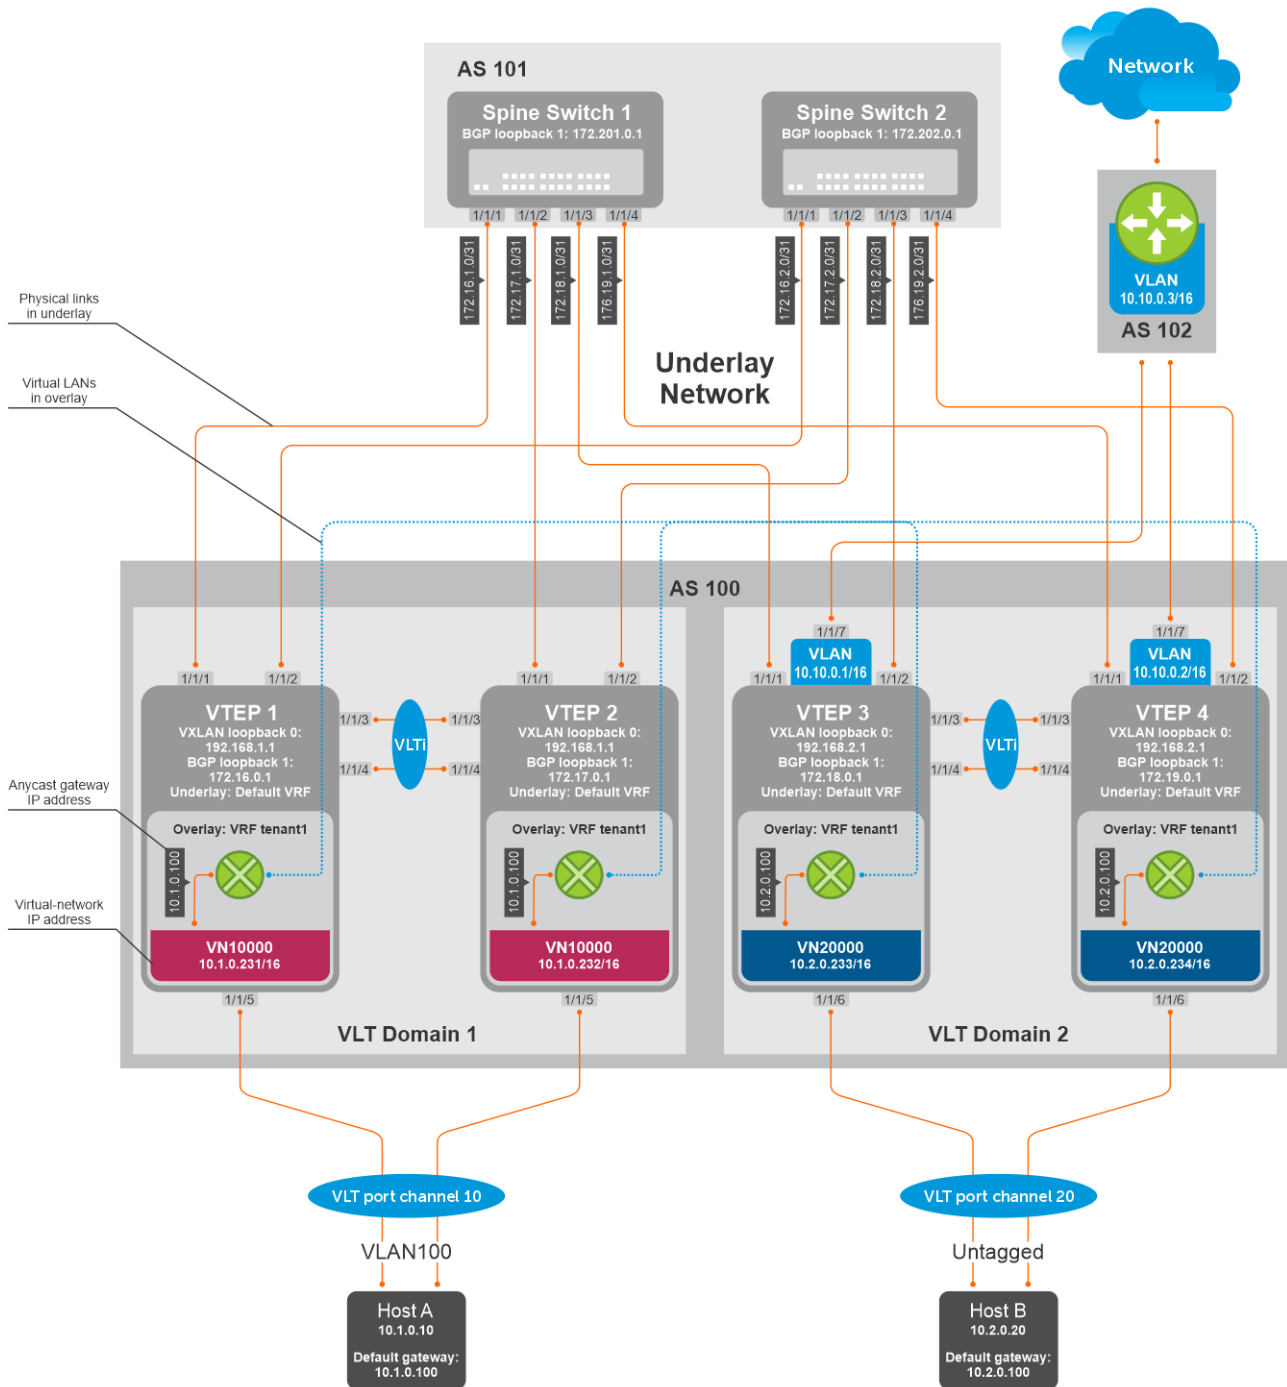 AS 101
Spine Switch 1
BGP loopback 1: 172.201.0.1
1/1/1
1/1/2
1/1/3
1/1/4
Spine Switch 2
BGP loopback 1: 172.202.0.1
1/1/1
1/1/2
1/1/3
1/1/4
Network
VLAN
10.10.0.3/16
AS 102
172.16.1.0/31
172.17.1.0/31
172.18.1.0/31
176.19.1.0/31
172.16.2.0/31
172.17.2.0/31
172.18.2.0/31
176.19.2.0/31
Physical links
in underlay
Virtual LANs
in overlay
Underlay
Network
AS 100
1/1/1
1/1/2
1/1/1
1/1/2
1/1/7
VLAN
10.10.0.1/16
1/1/1
1/1/2
1/1/7
VLAN
10.10.0.2/16
1/1/1
1/1/2
VTEP 1
VXLAN loopback 0:
192.168.1.1
BGP loopback 1:
172.16.0.1
Underlay: Default VRF
1/1/3
1/1/4
VLTi
1/1/3
1/1/4
VTEP 2
VXLAN loopback 0:
192.168.1.1
BGP loopback 1:
172.17.0.1
Underlay: Default VRF
VTEP 3
VXLAN loopback 0:
192.168.2.1
BGP loopback 1:
172.18.0.1
Underlay: Default VRF
1/1/3
1/1/4
VLTi
1/1/3
1/1/4
VTEP 4
VXLAN loopback 0:
192.168.2.1
BGP loopback 1:
172.19.0.1
Underlay: Default VRF
Anycast gateway
IP address
Virtual-network
IP address
Overlay: VRF tenant1
10.1.0.100
VN10000
10.1.0.231/16
1/1/5
Overlay: VRF tenant1
10.1.0.100
VN10000
10.1.0.232/16
1/1/5
Overlay: VRF tenant1
10.2.0.100
VN20000
10.2.0.233/16
1/1/6
Overlay: VRF tenant1
10.2.0.100
VN20000
10.2.0.234/16
1/1/6
VLT Domain 1
VLT Domain 2
VLT port channel 10
VLAN100
Host A
10.1.0.10
Default gateway:
10.1.0.100
VLT port channel 20
Untagged
Host B
10.2.0.20
Default gateway:
10.2.0.100